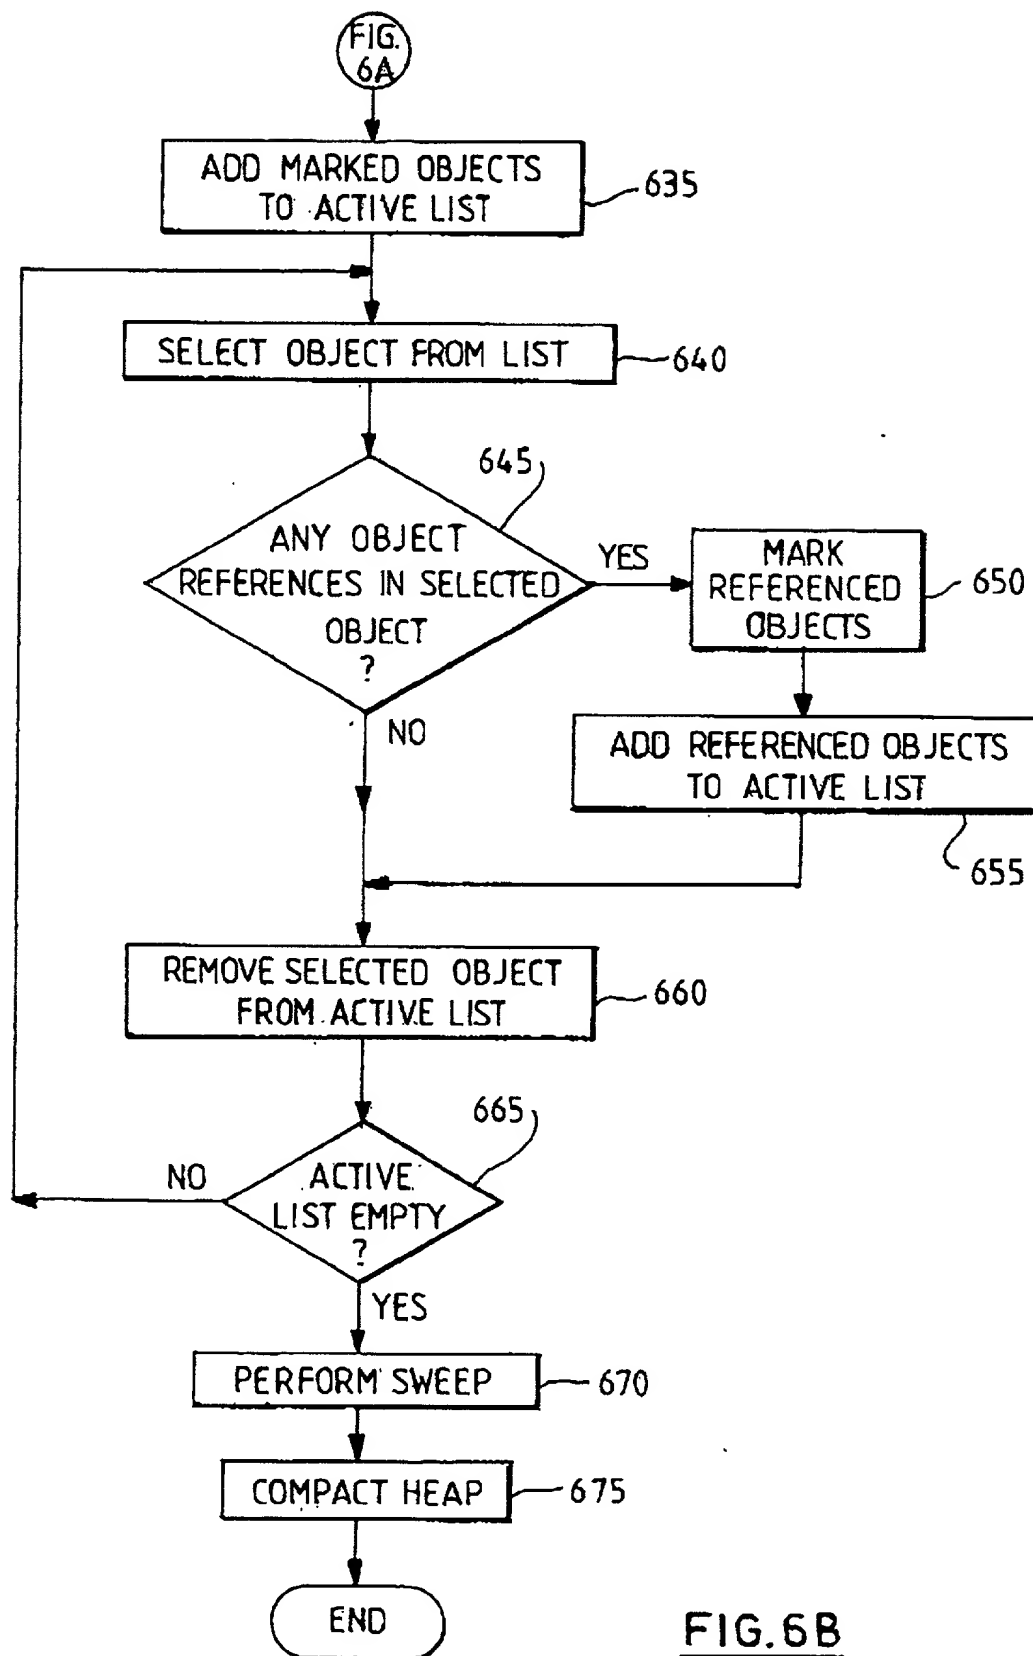 FIG.
6A
ADD MARKED OBJECTS
TO ACTIVE LIST
635
SELECT OBJECT FROM LIST
640
645
ANY OBJECT
REFERENCES IN SELECTED
OBJECT
?
YES
MARK
REFERENCED
OBJECTS
650
NO
ADD REFERENCED OBJECTS
TO ACTIVE LIST
655
REMOVE SELECTED OBJECT
FROM ACTIVE LIST
660
665
NO
ACTIVE
LIST EMPTY
?
YES
PERFORM SWEEP
670
COMPACT HEAP
675
END
FIG.6B